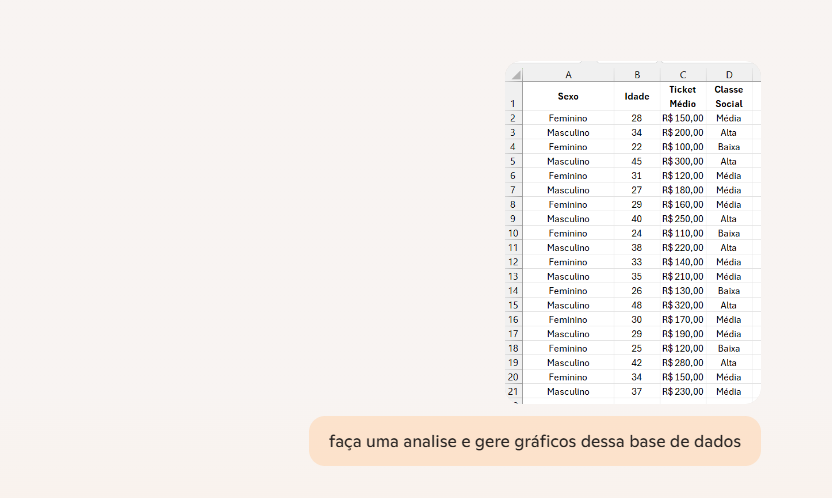 A B C D
1 Sexo Idade Ticket Médio Classe Social
2 Feminino 28 R$ 150,00 Média
3 Masculino 34 R$ 200,00 Alta
4 Feminino 22 R$ 100,00 Baixa
5 Masculino 45 R$ 300,00 Alta
6 Feminino 31 R$ 120,00 Média
7 Masculino 27 R$ 180,00 Média
8 Feminino 29 R$ 160,00 Média
9 Masculino 40 R$ 250,00 Alta
10 Feminino 24 R$ 110,00 Baixa
11 Masculino 38 R$ 220,00 Alta
12 Feminino 33 R$ 140,00 Média
13 Masculino 35 R$ 210,00 Média
14 Feminino 26 R$ 130,00 Baixa
15 Masculino 48 R$ 320,00 Alta
16 Feminino 30 R$ 170,00 Média
17 Masculino 29 R$ 190,00 Média
18 Feminino 25 R$ 120,00 Baixa
19 Masculino 42 R$ 280,00 Alta
20 Feminino 34 R$ 150,00 Média
21 Masculino 37 R$ 230,00 Média
faça uma analise e gere gráficos dessa base de dados